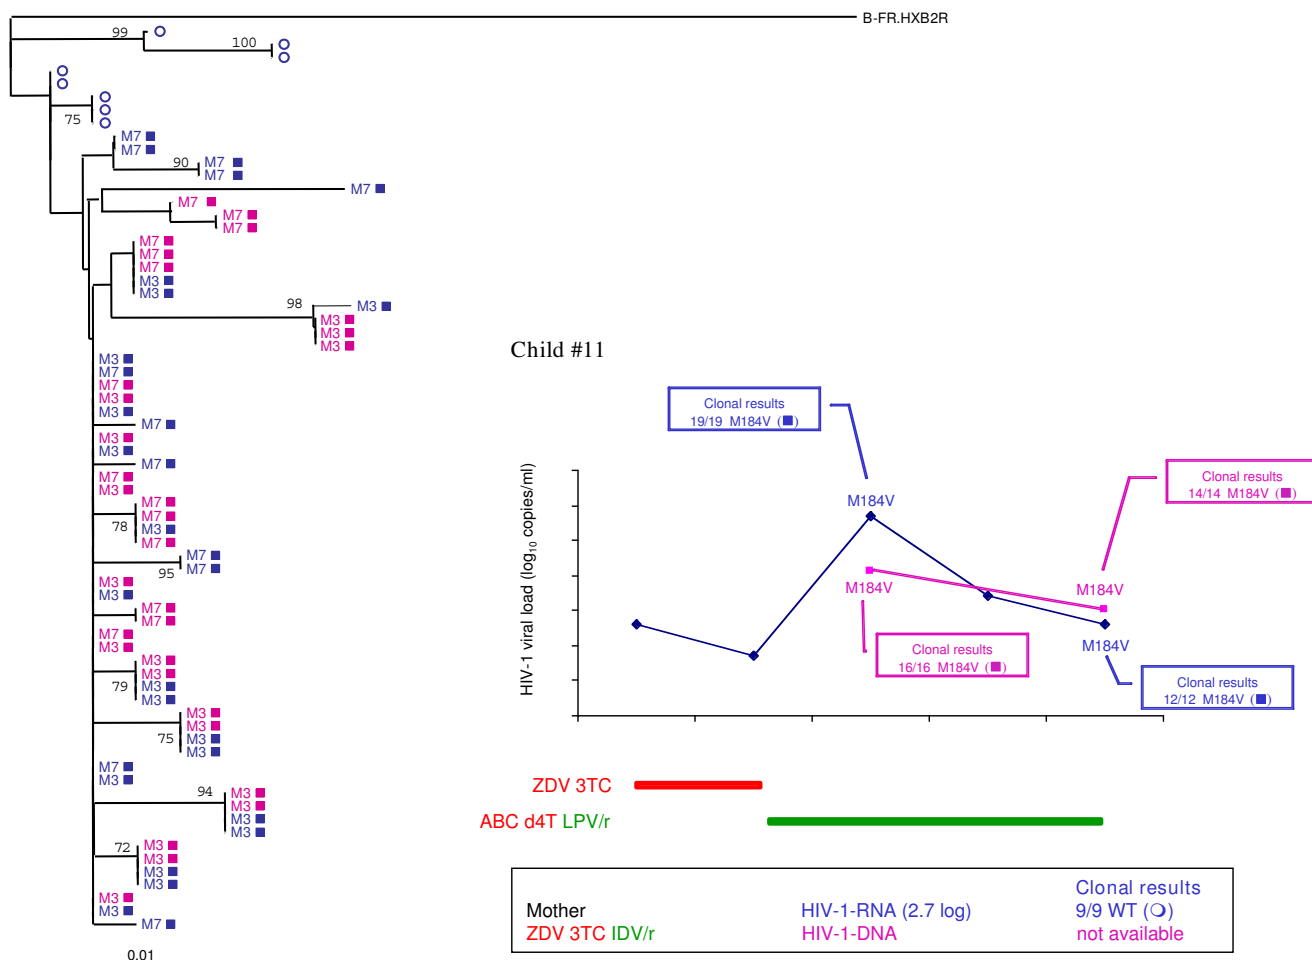 B-FR.HXB2R
99
100
75
M7
M7
90 M7
M7
M7
M7
M7
M7
M7
M7
M7
M3
M3
98 M3
M3
M3
M3
M3
M7
M7
M3
M3
M7
M3
M3
M7
M7
M3
M7
M7
78 M3
M7
M7
M7
95
M3
M3
M7
M7
M7
M3
M3
M3
79 M3
M3
M3
M3
75 M3
M3
M7
M3
94 M3
M3
M3
M3
72 M3
M3
M3
M3
M3
M3
M7
0.01
Child #11
Clonal results
19/19 M184V (■)
Clonal results
14/14 M184V (■)
M184V
M184V
M184V
M184V
Clonal results
16/16 M184V (■)
Clonal results
12/12 M184V (■)
HIV-1 viral load (log10 copies/ml)
ZDV 3TC
ABC d4T LPV/r
Clonal results
Mother HIV-1-RNA (2.7 log) 9/9 WT (❍)
ZDV 3TC IDV/r HIV-1-DNA not available